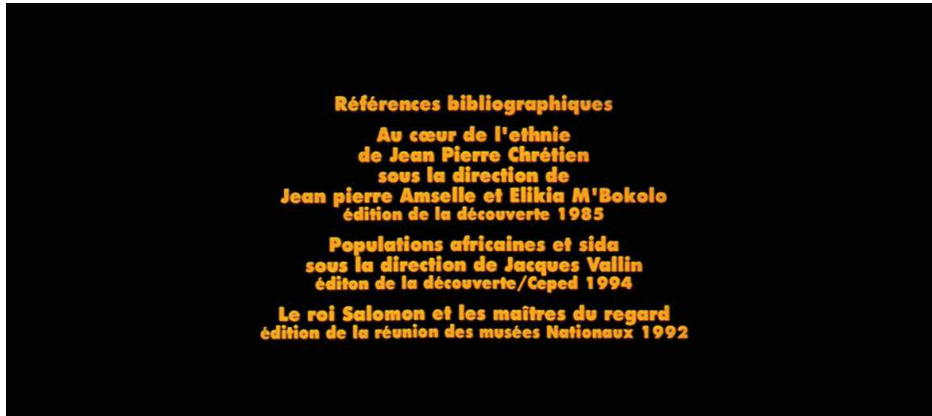 Références bibliographiques
Au cœur de l'ethnie
de Jean Pierre Chrétien
sous la direction de
Jean pierre Amselle et Elikia M'Bokolo
édition de la découverte 1985
Populations africaines et sida
sous la direction de Jacques Vallin
éditon de la découverte/Ceped 1994
Le roi Salomon et les maîtres du regard
édition de la réunion des musées Nationaux 1992